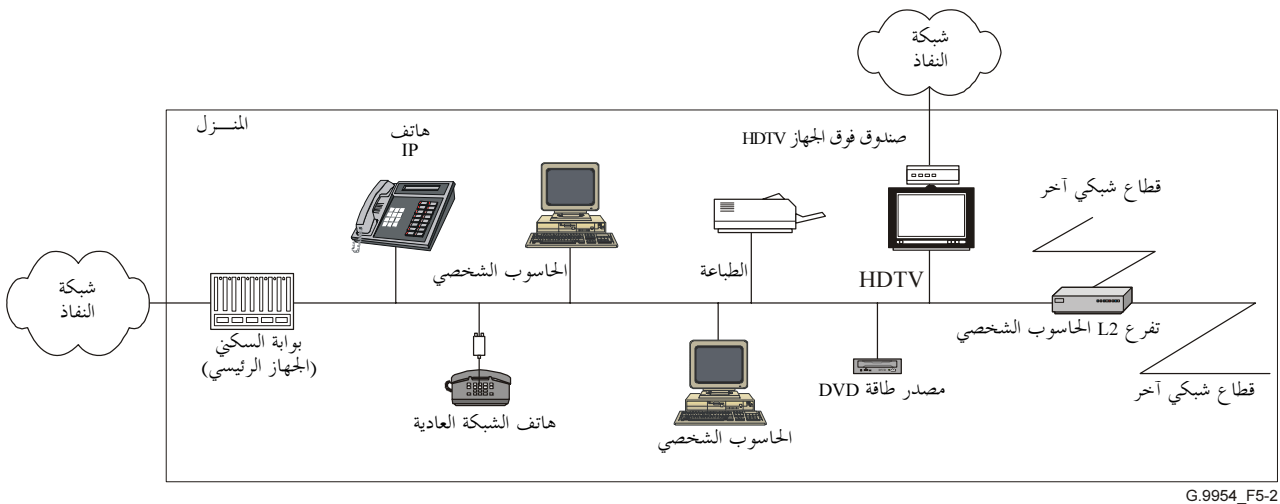 شبكة
النفاذ
المنـزل
هاتف
IP
صندوق فوق الجهاز HDTV
قطاع شبكي آخر
الحاسوب الشخصي
الطباعة
HDTV
شبكة
النفاذ
بوابة السكني
(الجهاز الرئيسي)
تفرع L2 الحاسوب الشخصي
هاتف الشبكة العادية
الحاسوب الشخصي
مصدر طاقة DVD
قطاع شبكي آخر
G.9954_F5-2